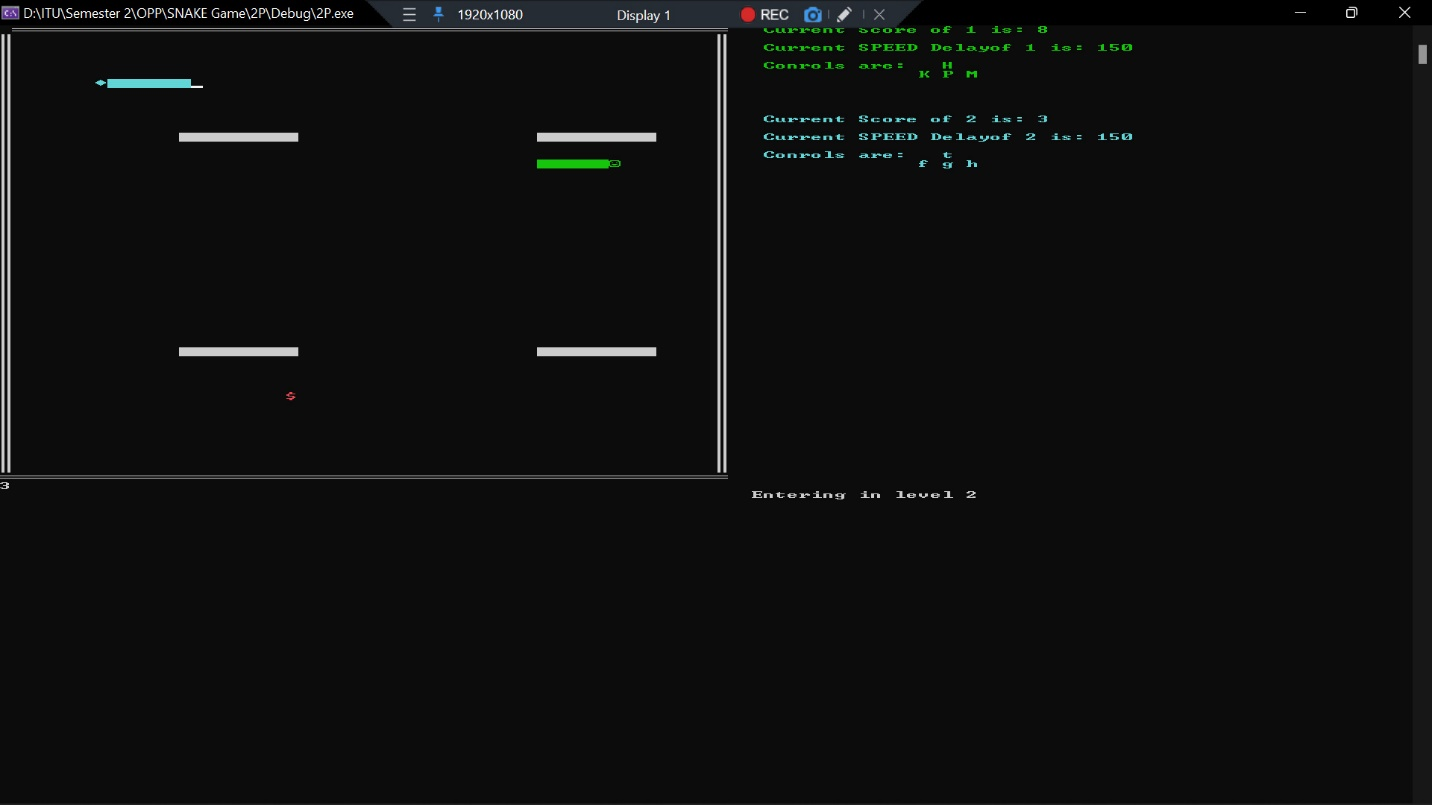 D:\ITU\Semester 2\OPP\SNAKE Game\2P\Debug\2P.exe
1920x1080
Display 1
REC
Current Score of 1 is: 8
Current SPEED Delayof 1 is: 150
Conrols are: H
K P M
Current Score of 2 is: 3
Current SPEED Delayof 2 is: 150
Conrols are: t
f g h
3
Entering in level 2